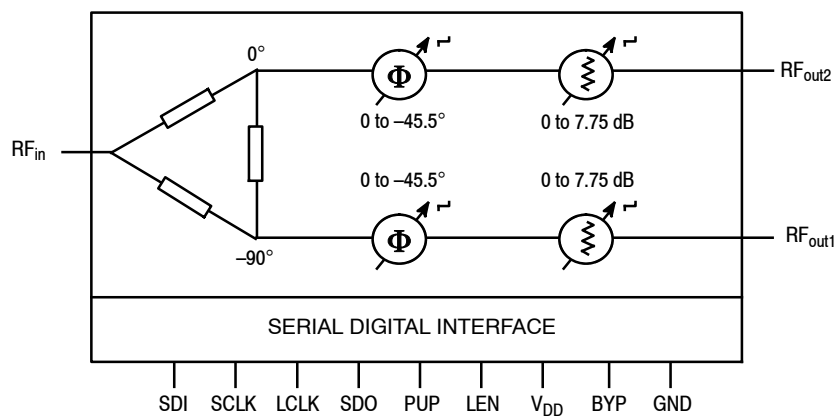 0°
RFout2
Φ
0 to –45.5°
0 to 7.75 dB
RFin
0 to –45.5°
0 to 7.75 dB
Φ
RFout1
–90°
SERIAL DIGITAL INTERFACE
SDI SCLK LCLK SDO PUP LEN VDD BYP GND